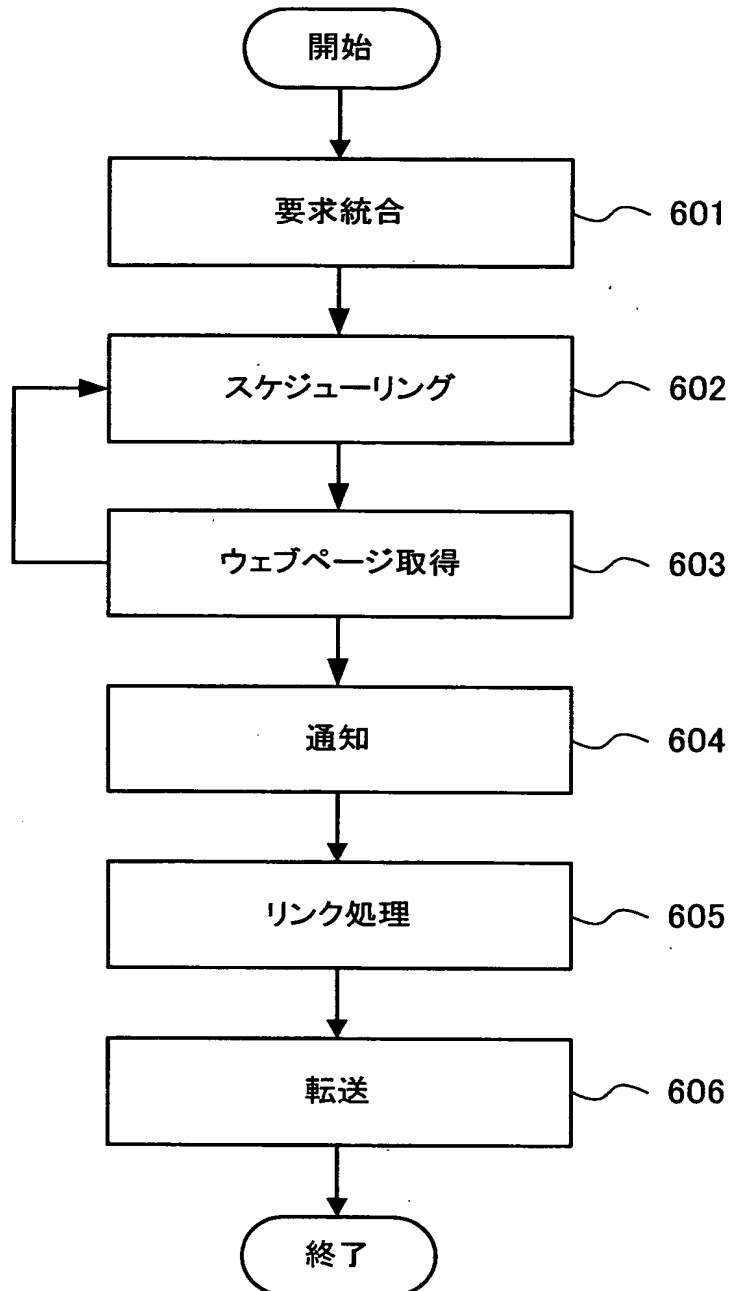 開始
要求統合
601
スケジューリング
602
ウェブページ取得
603
通知
604
リンク処理
605
転送
606
終了